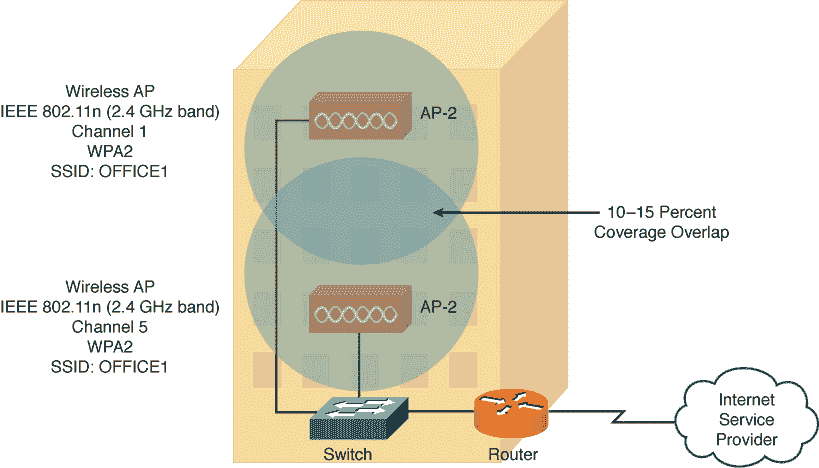 Wireless AP
IEEE 802.11n (2.4 GHz band)
Channel 1
WPA2
SSID: OFFICE1
AP-2
10–15 Percent
Coverage Overlap
Wireless AP
IEEE 802.11n (2.4 GHz band)
Channel 5
WPA2
SSID: OFFICE1
AP-2
Switch
Router
Internet
Service
Provider